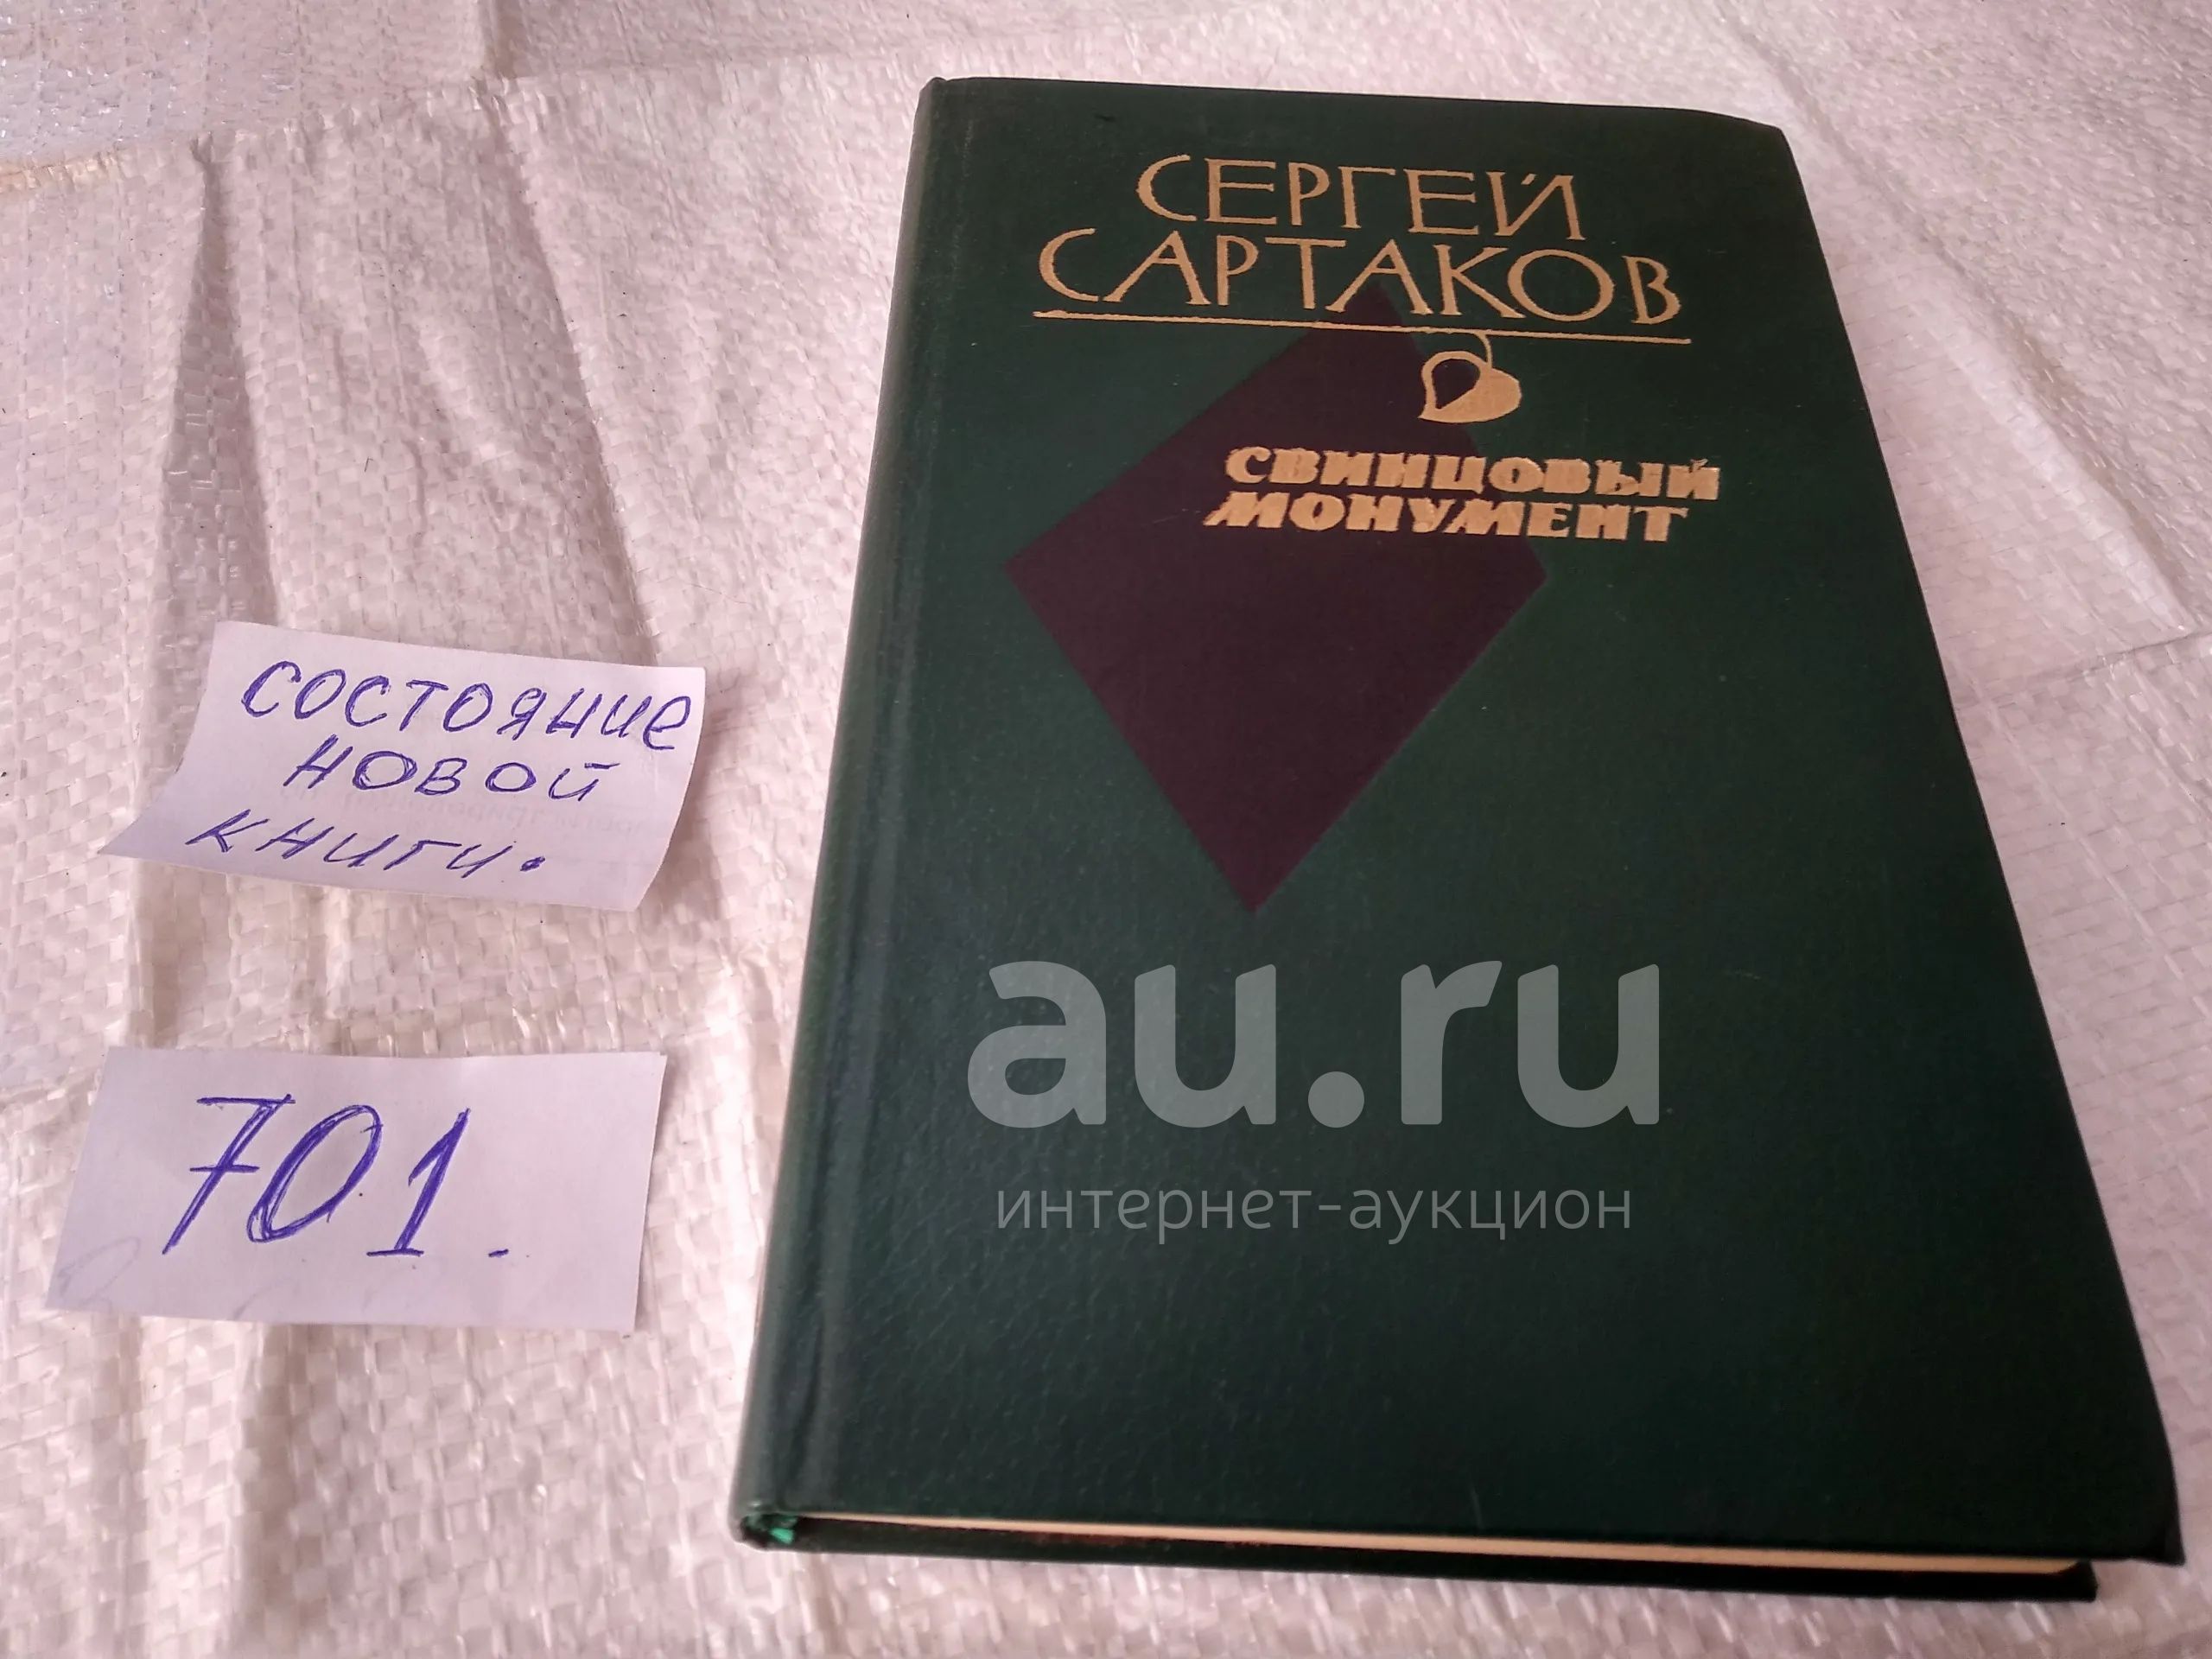 СЕРГЕЙ
САРТАКОВ
СВИНЦОВЫЙ
МОНУМЕНТ
состояние
новой
книги.
701.
au.ru
интернет-аукцион